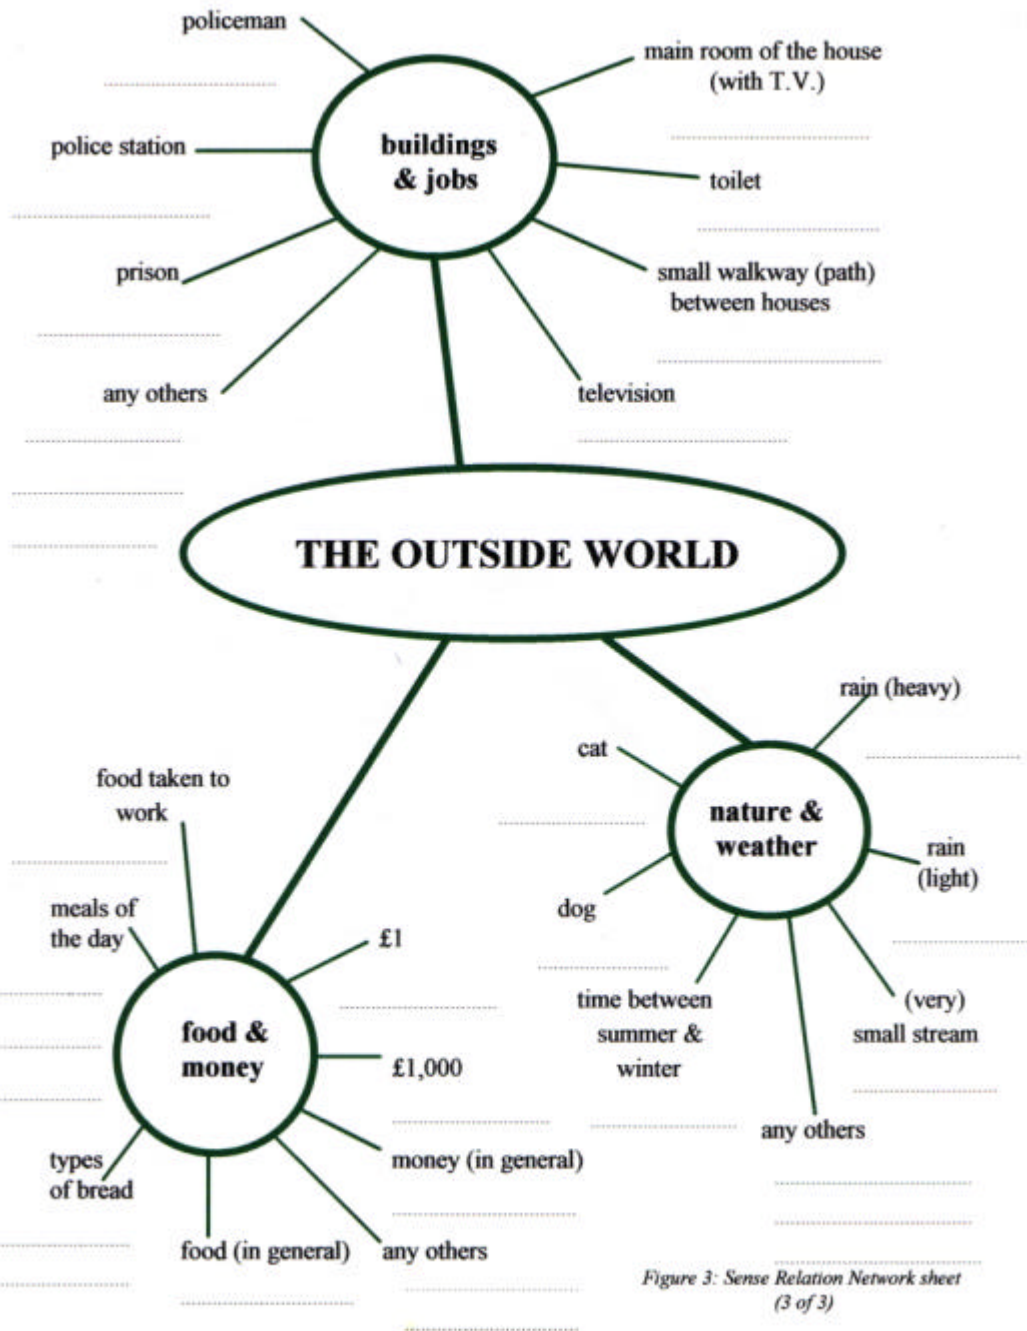 policeman
main room of the house
(with T.V.)
buildings
& jobs
police station
toilet
prison
small walkway (path)
between houses
any others
television
THE OUTSIDE WORLD
rain (heavy)
cat
food taken to
work
nature &
weather
rain
(light)
meals of
the day
dog
£1
time between
summer &
winter
(very)
small stream
food &
money
£1,000
any others
types
of bread
money (in general)
food (in general)
any others
Figure 3: Sense Relation Network sheet
(3 of 3)